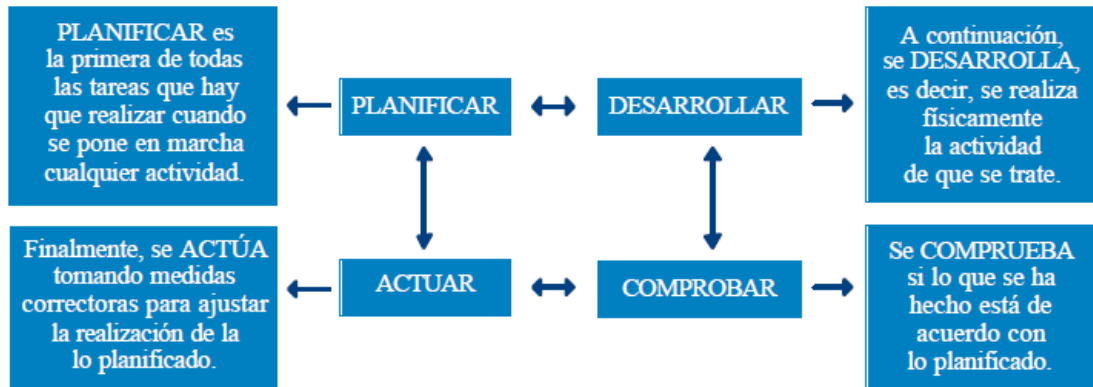 PLANIFICAR es
la primera de todas
las tareas que hay
que realizar cuando
se pone en marcha
cualquier actividad.
PLANIFICAR
DESARROLLAR
A continuación,
se DESARROLLA,
es decir, se realiza
físicamente
la actividad
de que se trate.
Finalmente, se ACTÚA
tomando medidas
correctoras para ajustar
la realización de la
lo planificado.
ACTUAR
COMPROBAR
Se COMPRUEBA
si lo que se ha
hecho está de
acuerdo con
lo planificado.